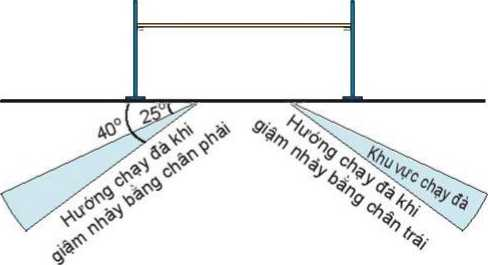 40°
25°
Hướng chạy đà khi
giậm nhảy bằng chân phải
Khu vực chạy đà
Hướng chạy đà khi
giậm nhảy bằng chân trái